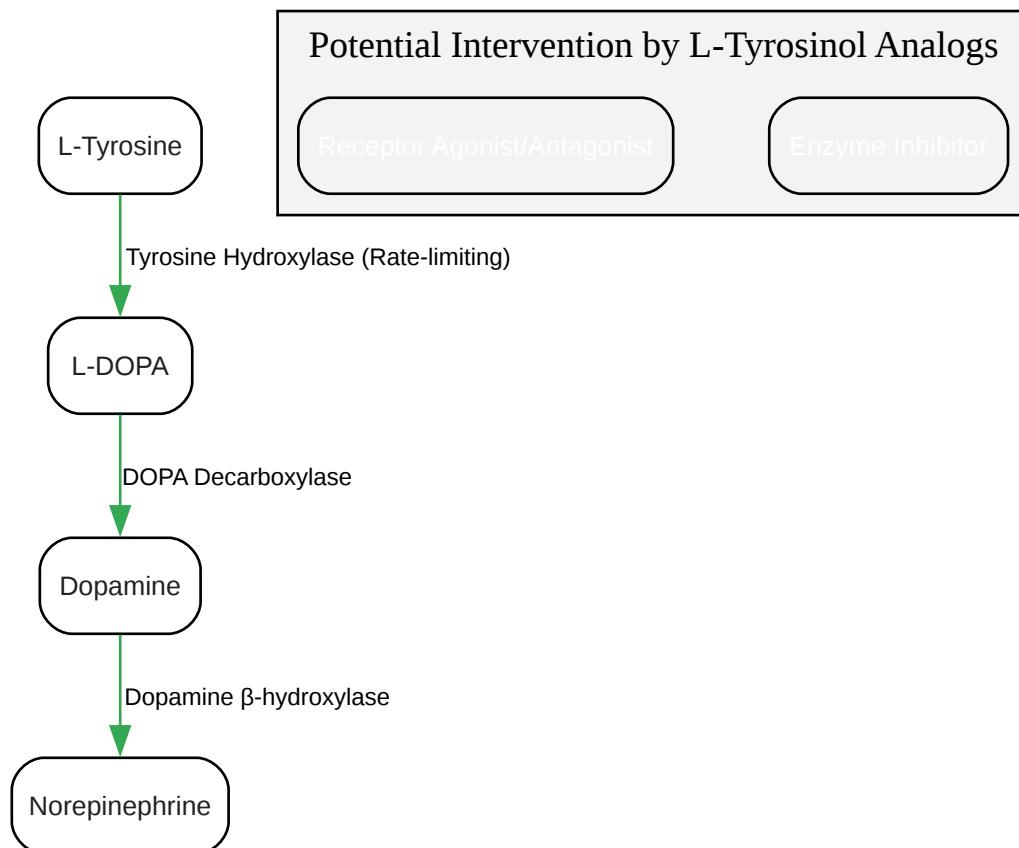 Potential Intervention by L-Tyrosinol Analogs
L-Tyrosine
Receptor Agonist/Antagonist
Enzyme Inhibitor
Tyrosine Hydroxylase (Rate-limiting)
L-DOPA
DOPA Decarboxylase
Dopamine
Dopamine β-hydroxylase
Norepinephrine